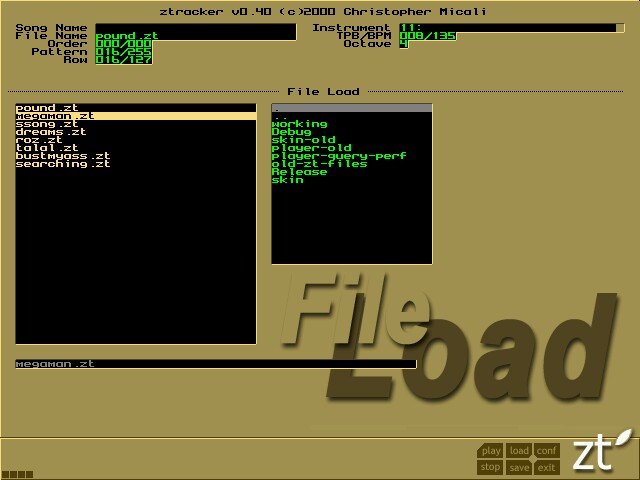 ztracker v0.40 (c)2000 Christopher Micali
Song Name
Instrument 11:
File Name pound.zt
TPB/BPM 008/135
Order 000/000
Octave 4
Pattern 016/255
Row 016/127
File Load
pound.zt
megaman.zt
ssong.zt
dreams.zt
roz.zt
talal.zt
bustmyass.zt
searching.zt
.
..
working
Debug
skin-old
player-old
player-query-perf
old-zt-files
Release
skin
File
Load
megaman.zt
play load conf
stop save exit
zt